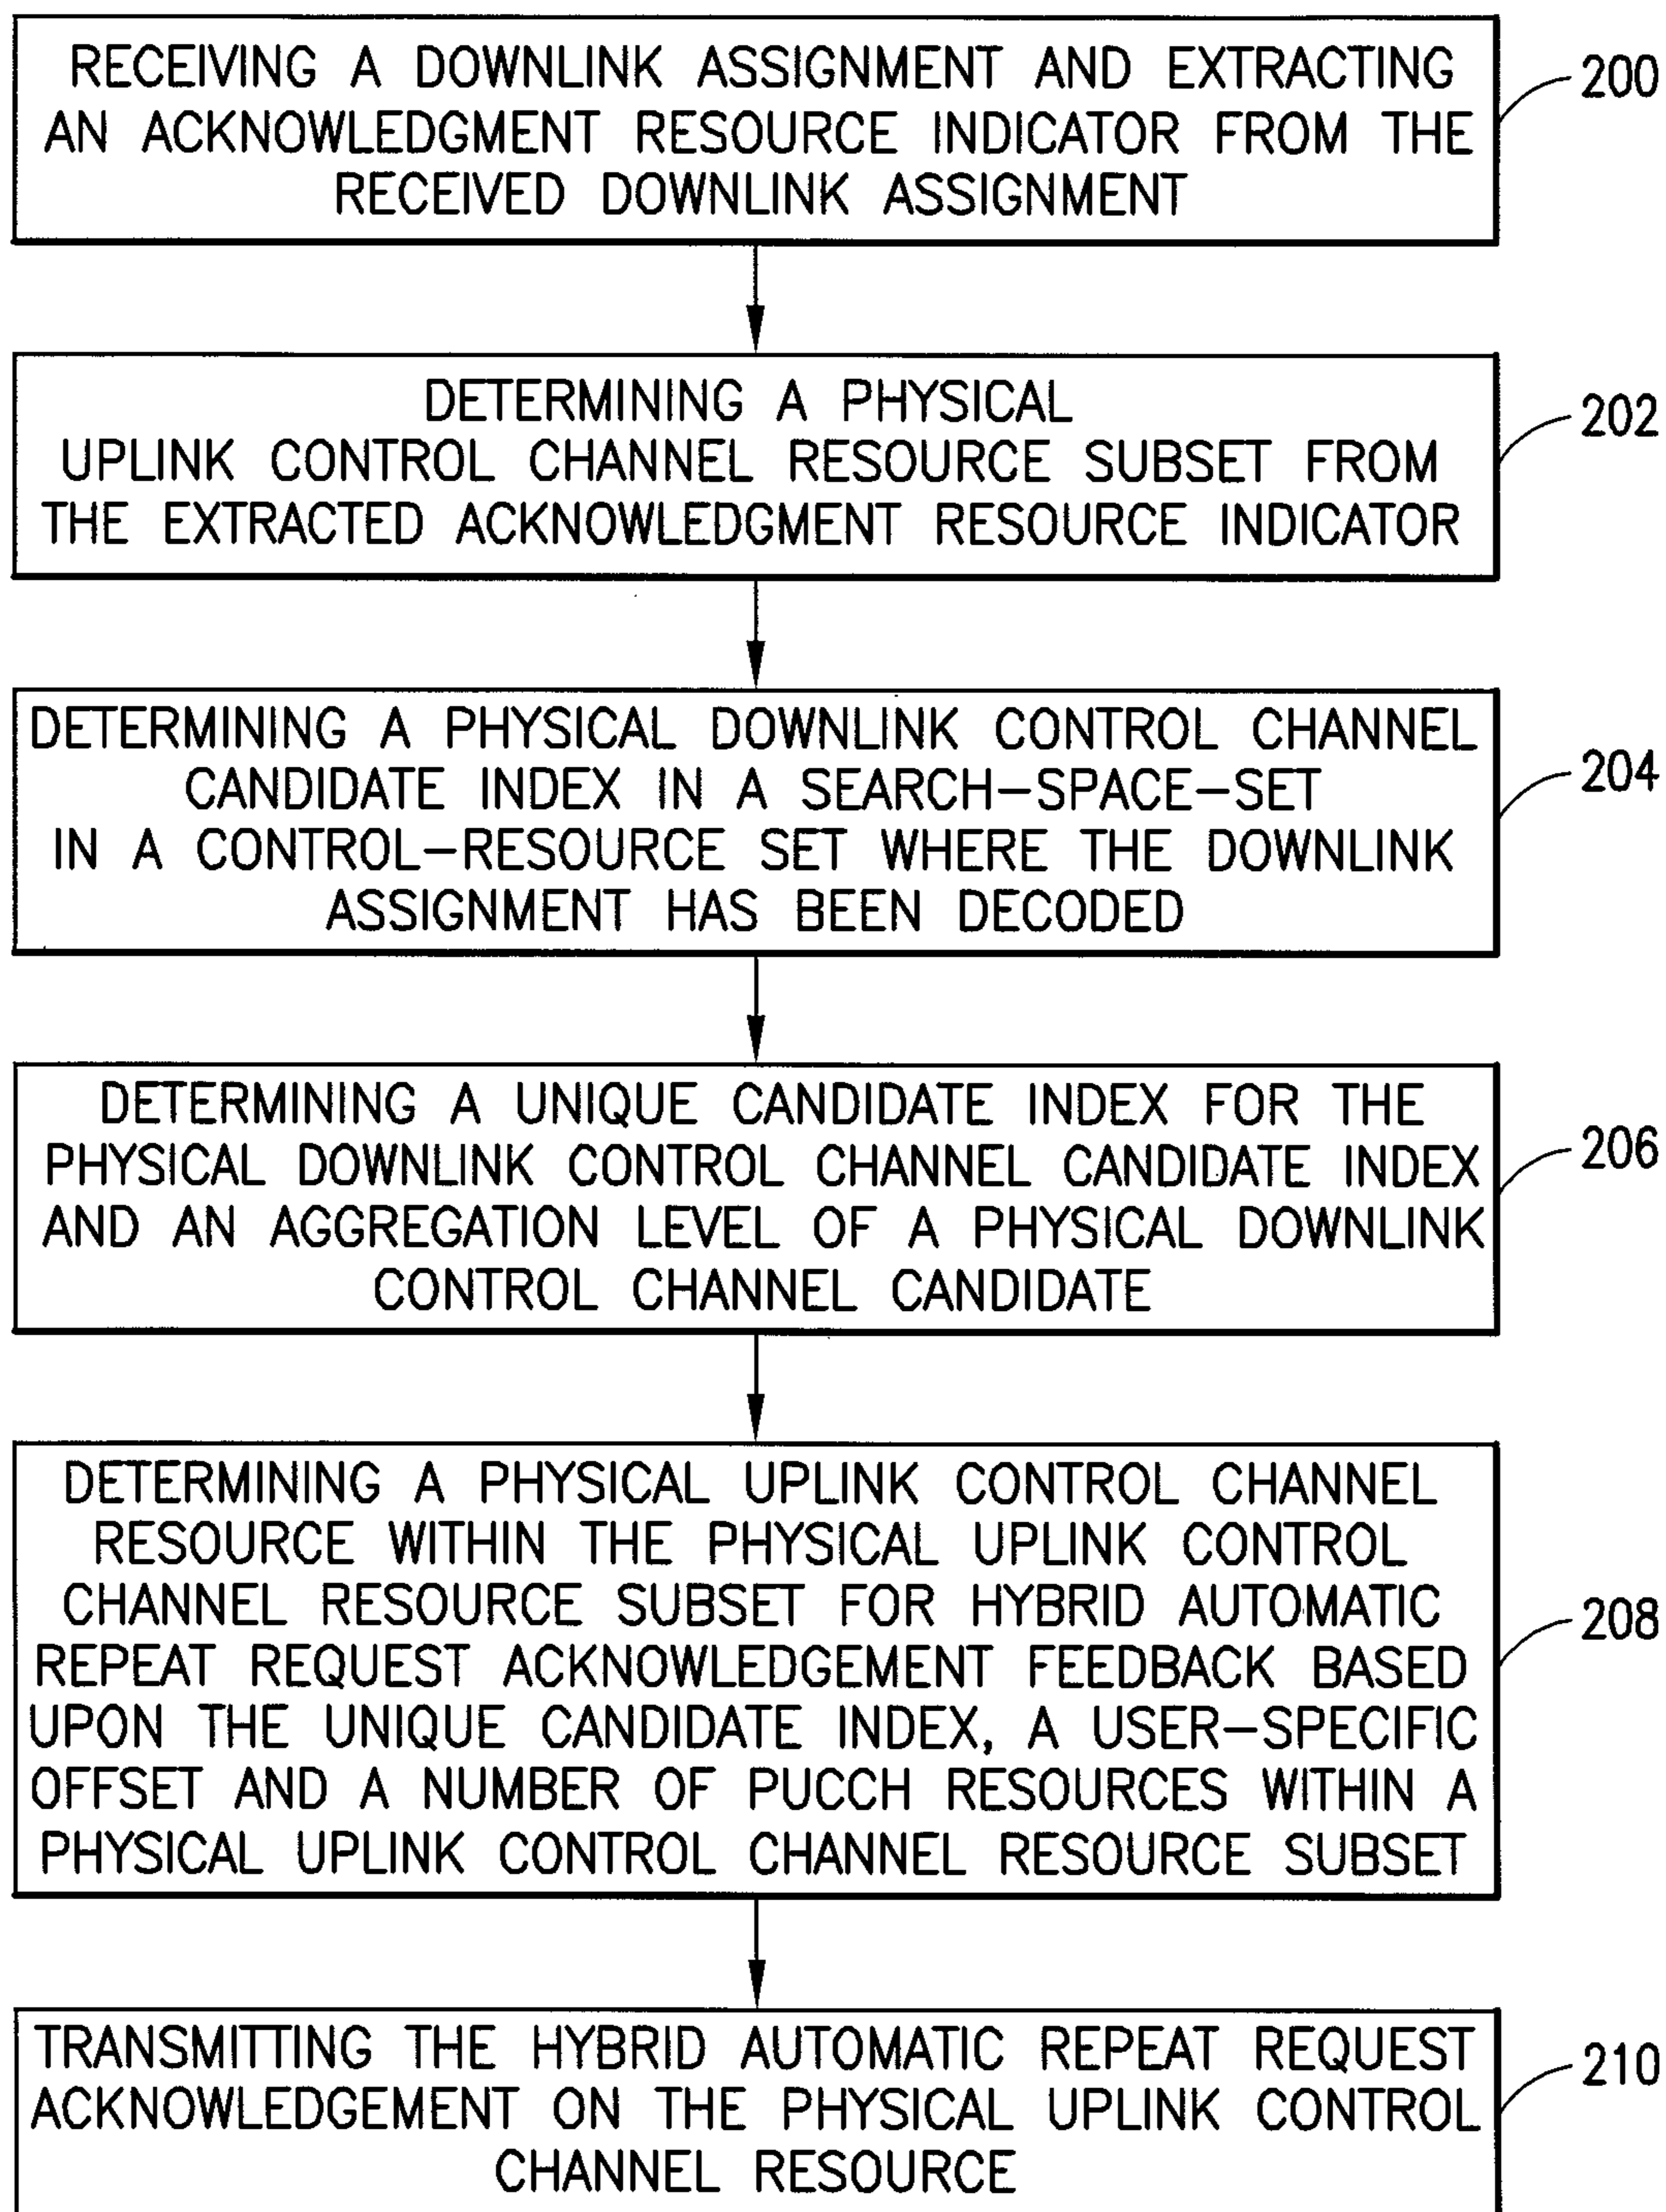 RECEIVING A DOWNLINK ASSIGNMENT AND EXTRACTING
AN ACKNOWLEDGMENT RESOURCE INDICATOR FROM THE
RECEIVED DOWNLINK ASSIGNMENT
200
DETERMINING A PHYSICAL
UPLINK CONTROL CHANNEL RESOURCE SUBSET FROM
THE EXTRACTED ACKNOWLEDGMENT RESOURCE INDICATOR
202
DETERMINING A PHYSICAL DOWNLINK CONTROL CHANNEL
CANDIDATE INDEX IN A SEARCH-SPACE-SET
IN A CONTROL-RESOURCE SET WHERE THE DOWNLINK
ASSIGNMENT HAS BEEN DECODED
204
DETERMINING A UNIQUE CANDIDATE INDEX FOR THE
PHYSICAL DOWNLINK CONTROL CHANNEL CANDIDATE INDEX
AND AN AGGREGATION LEVEL OF A PHYSICAL DOWNLINK
CONTROL CHANNEL CANDIDATE
206
DETERMINING A PHYSICAL UPLINK CONTROL CHANNEL
RESOURCE WITHIN THE PHYSICAL UPLINK CONTROL
CHANNEL RESOURCE SUBSET FOR HYBRID AUTOMATIC
REPEAT REQUEST ACKNOWLEDGEMENT FEEDBACK BASED
UPON THE UNIQUE CANDIDATE INDEX, A USER-SPECIFIC
OFFSET AND A NUMBER OF PUCCH RESOURCES WITHIN A
PHYSICAL UPLINK CONTROL CHANNEL RESOURCE SUBSET
208
TRANSMITTING THE HYBRID AUTOMATIC REPEAT REQUEST
ACKNOWLEDGEMENT ON THE PHYSICAL UPLINK CONTROL
CHANNEL RESOURCE
210